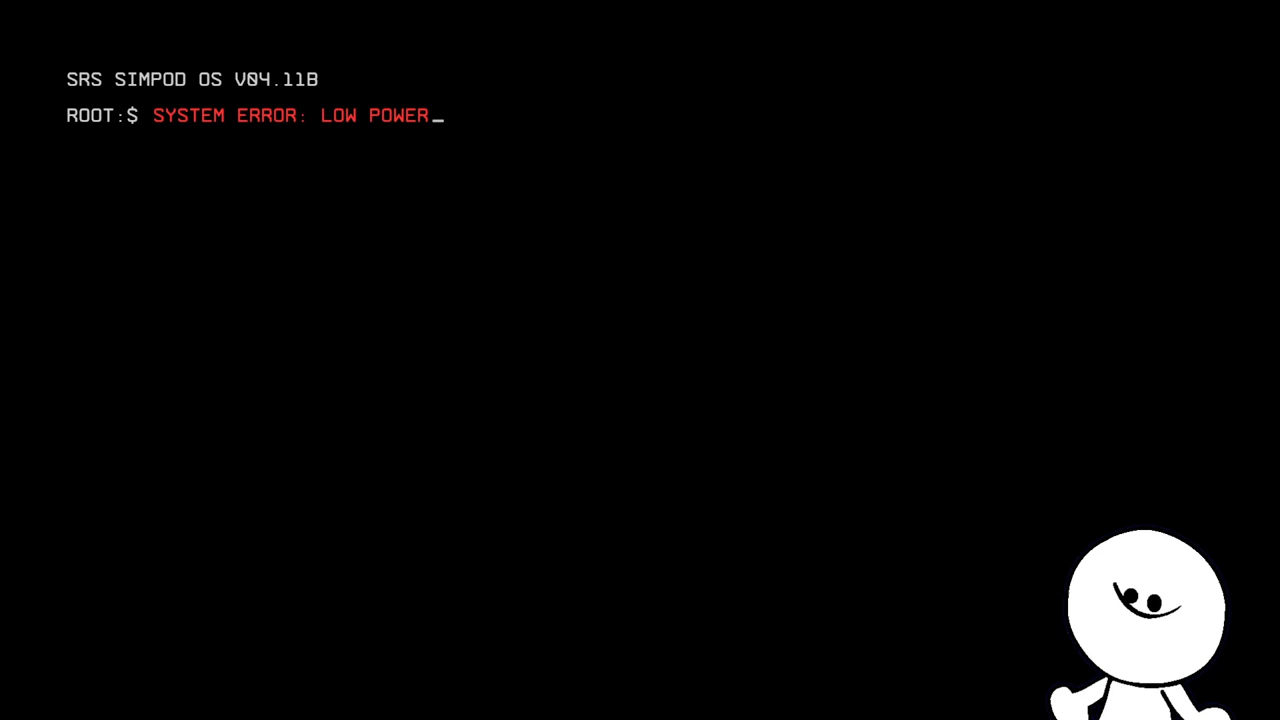 SRS SIMPOD OS V04.11B
ROOT:$ SYSTEM ERROR: LOW POWER_